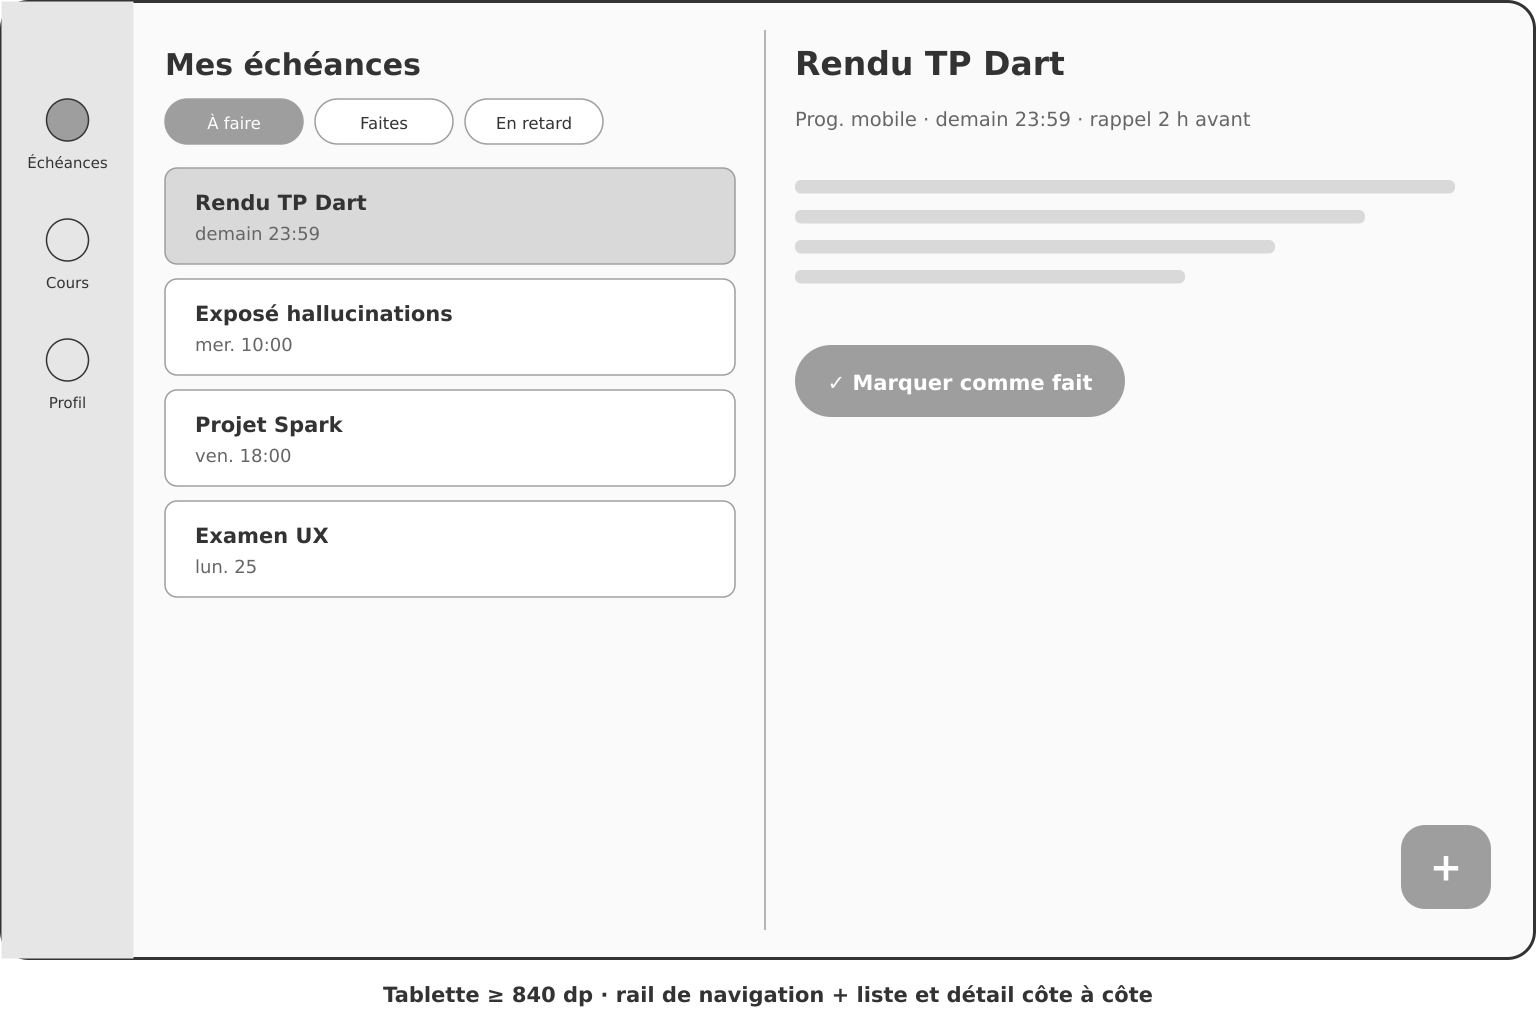 Échéances
Cours
Profil
Mes échéances
À faire
Faites
En retard
Rendu TP Dart
demain 23:59
Exposé hallucinations
mer. 10:00
Projet Spark
ven. 18:00
Examen UX
lun. 25
Rendu TP Dart
Prog. mobile · demain 23:59 · rappel 2 h avant
✓ Marquer comme fait
+
Tablette ≥ 840 dp · rail de navigation + liste et détail côte à côte